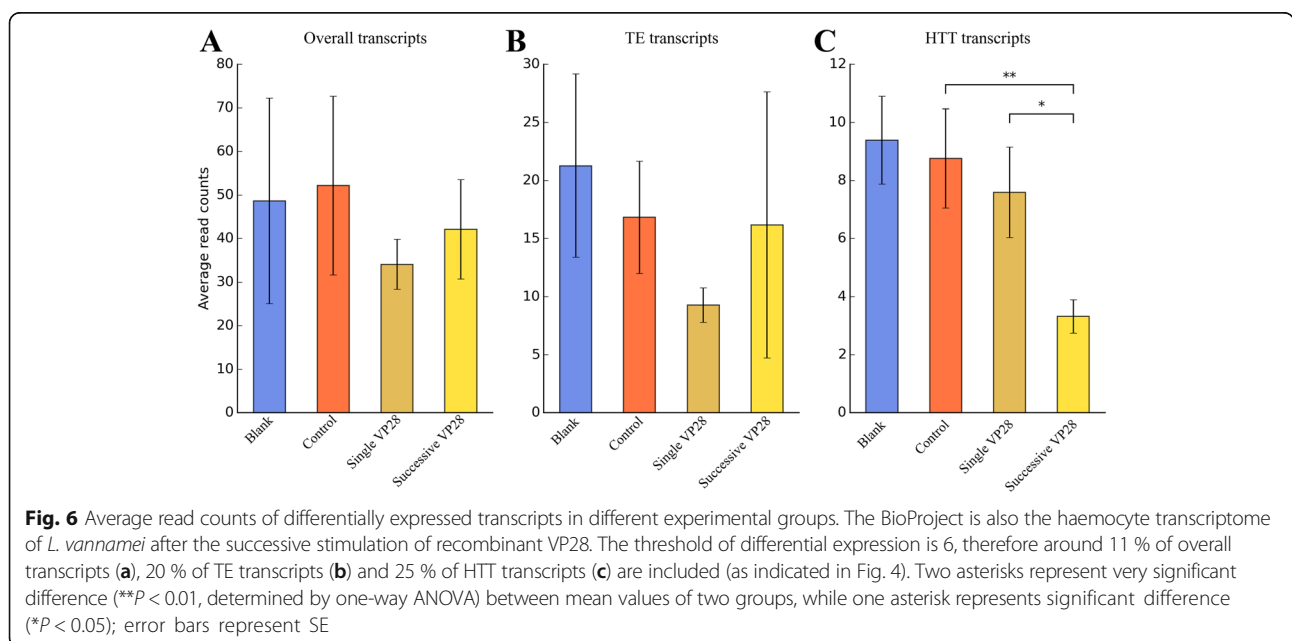 A Overall transcripts
80
70
60
50
40
30
20
10
0
Average read counts
Blank
Control
Single VP28
Successive VP28
B TE transcripts
30
25
20
15
10
5
0
Blank
Control
Single VP28
Successive VP28
C HTT transcripts
12
10
8
6
4
2
0
**
*
Blank
Control
Single VP28
Successive VP28
Fig. 6 Average read counts of differentially expressed transcripts in different experimental groups. The BioProject is also the haemocyte transcriptome
of L. vannamei after the successive stimulation of recombinant VP28. The threshold of differential expression is 6, therefore around 11 % of overall
transcripts (a), 20 % of TE transcripts (b) and 25 % of HTT transcripts (c) are included (as indicated in Fig. 4). Two asterisks represent very significant
difference (**P < 0.01, determined by one-way ANOVA) between mean values of two groups, while one asterisk represents significant difference
(*P < 0.05); error bars represent SE